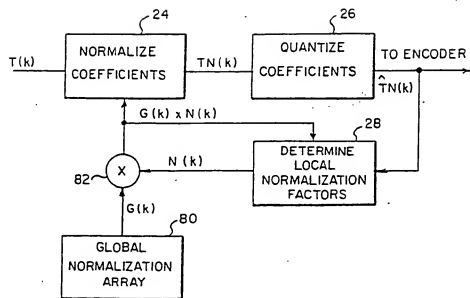 24
26
T(k)
NORMALIZE
COEFFICIENTS
TN(k)
QUANTIZE
COEFFICIENTS
TO ENCODER
^TN(k)
G(k) x N(k)
28
DETERMINE
LOCAL
NORMALIZATION
FACTORS
N(k)
X
82
G(k)
80
GLOBAL
NORMALIZATION
ARRAY